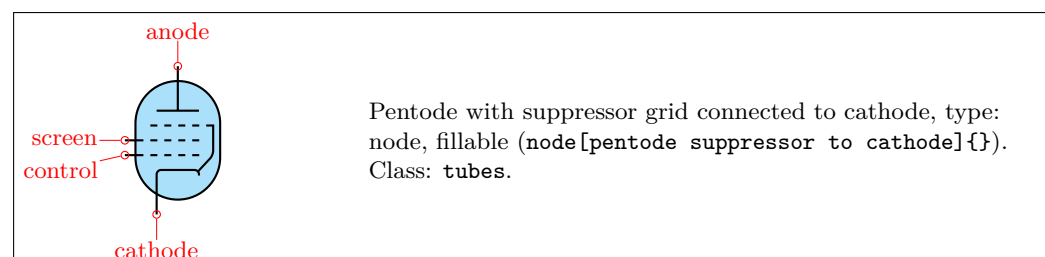 anode
screen
control
cathode
Pentode with suppressor grid connected to cathode, type:
node, fillable (node[pentode suppressor to cathode]{}).
Class: tubes.